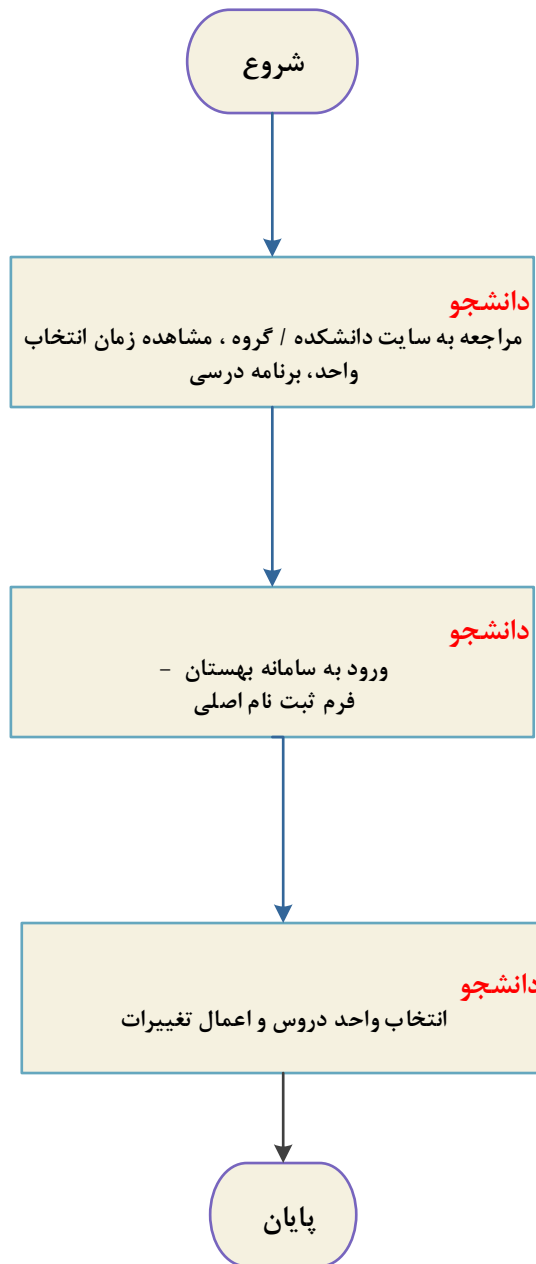 شروع
دانشجو
مراجعه به سایت دانشکده / گروه ، مشاهده زمان انتخاب
واحد، برنامه درسی
دانشجو
ورود به سامانه بهستان –
فرم ثبت نام اصلی
دانشجو
انتخاب واحد دروس و اعمال تغییرات
پایان